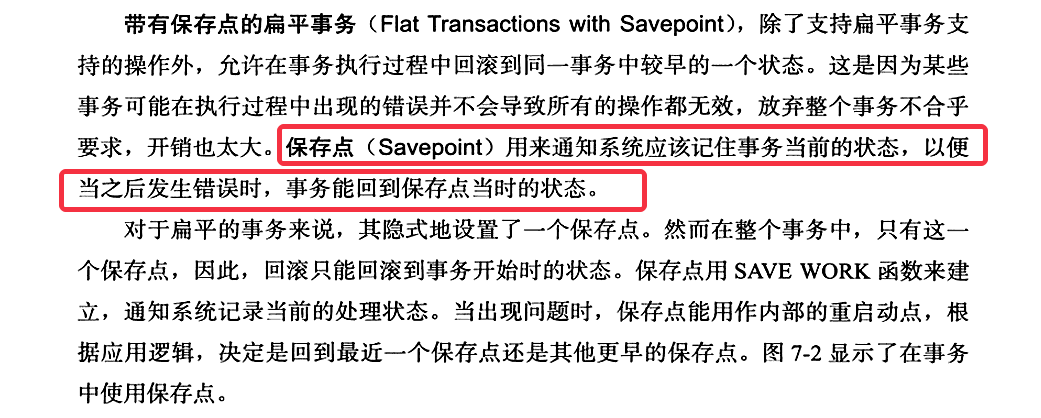 带有保存点的扁平事务（Flat Transactions with Savepoint），除了支持扁平事务支
持的操作外，允许在事务执行过程中回滚到同一事务中较早的一个状态。这是因为某些
事务可能在执行过程中出现的错误并不会导致所有的操作都无效，放弃整个事务不合乎
要求，开销也太大。保存点（Savepoint）用来通知系统应该记住事务当前的状态，以便
当之后发生错误时，事务能回到保存点当时的状态。
对于扁平的事务来说，其隐式地设置了一个保存点。然而在整个事务中，只有这一
个保存点，因此，回滚只能回滚到事务开始时的状态。保存点用 SAVE WORK 函数来建
立，通知系统记录当前的处理状态。当出现问题时，保存点能用作内部的重启动点，根
据应用逻辑，决定是回到最近一个保存点还是其他更早的保存点。图 7-2 显示了在事务
中使用保存点。